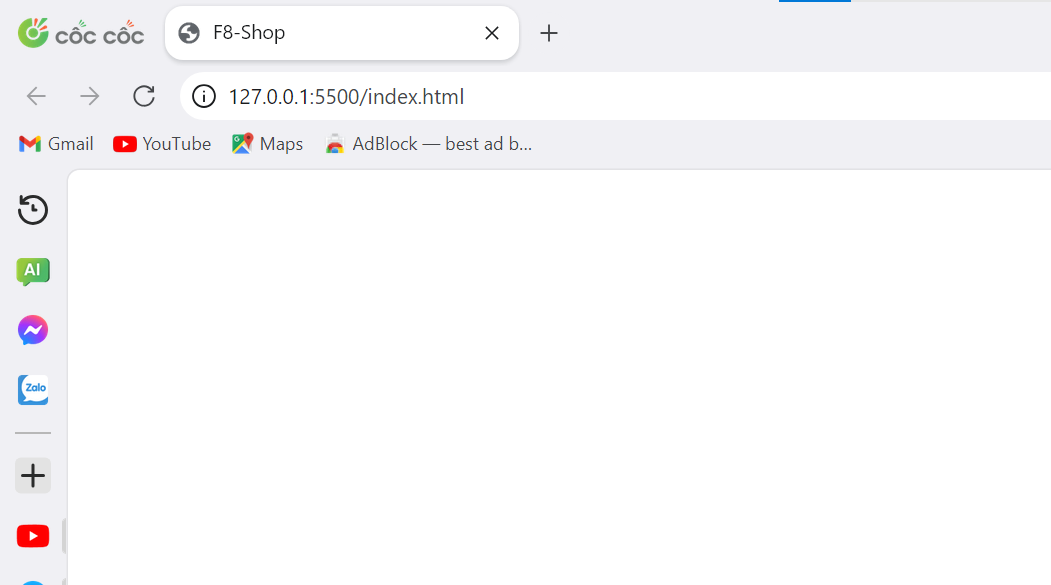 cốc cốc F8-Shop
127.0.0.1:5500/index.html
Gmail YouTube Maps AdBlock — best ad b...
AI
Zalo